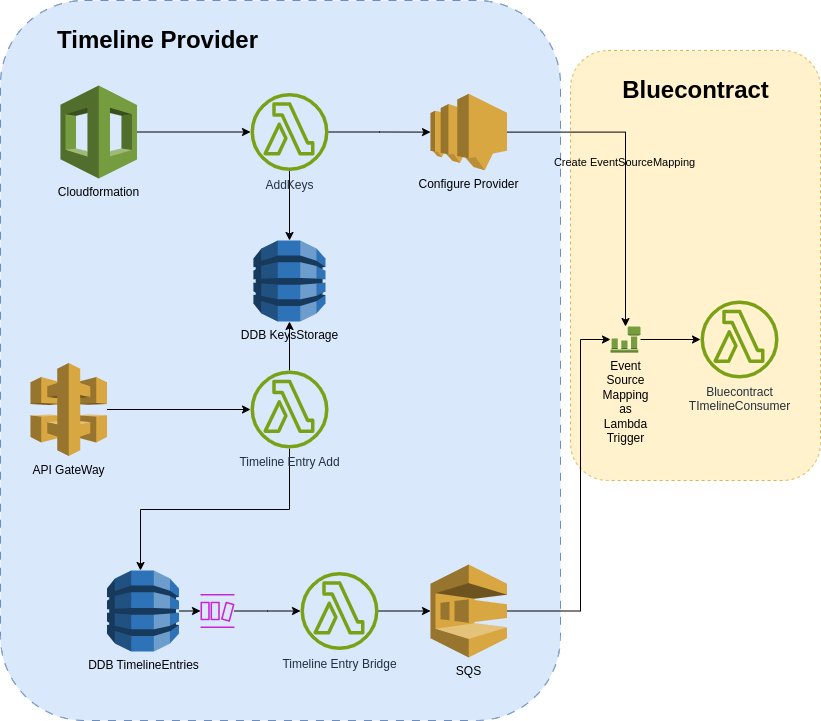 Timeline Provider
Bluecontract
Cloudformation
AddKeys
Configure Provider
Create EventSourceMapping
DDB KeysStorage
Event
Source
Mapping
as
Lambda
Trigger
Bluecontract
TImelineConsumer
API GateWay
Timeline Entry Add
DDB TimelineEntries
Timeline Entry Bridge
SQS